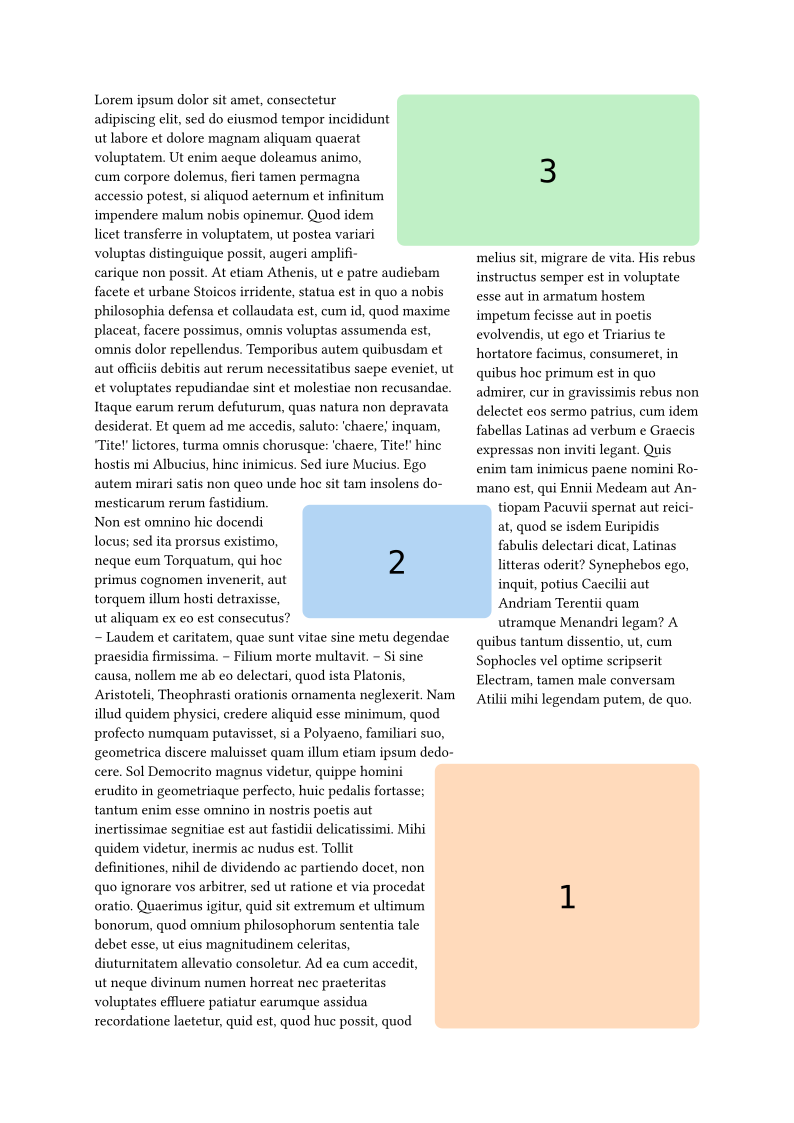 Lorem ipsum dolor sit amet, consectetur
adipiscing elit, sed do eiusmod tempor incididunt
ut labore et dolore magnam aliquam quaerat
voluptatem. Ut enim aeque doleamus animo,
cum corpore dolemus, fieri tamen permagna
accessio potest, si aliquod aeternum et infinitum
impendere malum nobis opinemur. Quod idem
licet transferre in voluptatem, ut postea variari
voluptas distinguique possit, augeri amplifi-
carique non possit. At etiam Athenis, ut e patre audiebam
facete et urbane Stoicos irridente, statua est in quo a nobis
philosophia defensa et collaudata est, cum id, quod maxime
placeat, facere possimus, omnis voluptas assumenda est,
omnis dolor repellendus. Temporibus autem quibusdam et
aut officiis debitis aut rerum necessitatibus saepe eveniet, ut
et voluptates repudiandae sint et molestiae non recusandae.
Itaque earum rerum defuturum, quas natura non depravata
desiderat. Et quem ad me accedis, saluto: 'chaere,' inquam,
'Tite!' lictores, turma omnis chorusque: 'chaere, Tite!' hinc
hostis mi Albucius, hinc inimicus. Sed iure Mucius. Ego
autem mirari satis non queo unde hoc sit tam insolens do-
mesticarum rerum fastidium.
Non est omnino hic docendi
locus; sed ita prorsus existimo,
neque eum Torquatum, qui hoc
primus cognomen invenerit, aut
torquem illum hosti detraxisse,
ut aliquam ex eo est consecutus?
– Laudem et caritatem, quae sunt vitae sine metu degendae
praesidia firmissima. – Filium morte multavit. – Si sine
causa, nollem me ab eo delectari, quod ista Platonis,
Aristoteli, Theophrasti orationis ornamenta neglexerit. Nam
illud quidem physici, credere aliquid esse minimum, quod
profecto numquam putavisset, si a Polyaeno, familiari suo,
geometrica discere maluisset quam illum etiam ipsum dedo-
cere. Sol Democrito magnus videtur, quippe homini
erudito in geometriaque perfecto, huic pedalis fortasse;
tantum enim esse omnino in nostris poetis aut
inertissimae segnitiae est aut fastidii delicatissimi. Mihi
quidem videtur, inermis ac nudus est. Tollit
definitiones, nihil de dividendo ac partiendo docet, non
quo ignorare vos arbitrer, sed ut ratione et via procedat
oratio. Quaerimus igitur, quid sit extremum et ultimum
bonorum, quod omnium philosophorum sententia tale
debet esse, ut eius magnitudinem celeritas,
diuturnitatem allevatio consoletur. Ad ea cum accedit,
ut neque divinum numen horreat nec praeteritas
voluptates effluere patiatur earumque assidua
recordatione laetetur, quid est, quod huc possit, quod
3
melius sit, migrare de vita. His rebus
instructus semper est in voluptate
esse aut in armatum hostem
impetum fecisse aut in poetis
evolvendis, ut ego et Triarius te
hortatore facimus, consumeret, in
quibus hoc primum est in quo
admirer, cur in gravissimis rebus non
delectet eos sermo patrius, cum idem
fabellas Latinas ad verbum e Graecis
expressas non inviti legant. Quis
enim tam inimicus paene nomini Ro-
mano est, qui Ennii Medeam aut An-
tiopam Pacuvii spernat aut reici-
at, quod se isdem Euripidis
fabulis delectari dicat, Latinas
litteras oderit? Synephebos ego,
inquit, potius Caecilii aut
Andriam Terentii quam
utramque Menandri legam? A
quibus tantum dissentio, ut, cum
Sophocles vel optime scripserit
Electram, tamen male conversam
Atilii mihi legendam putem, de quo.
2
1